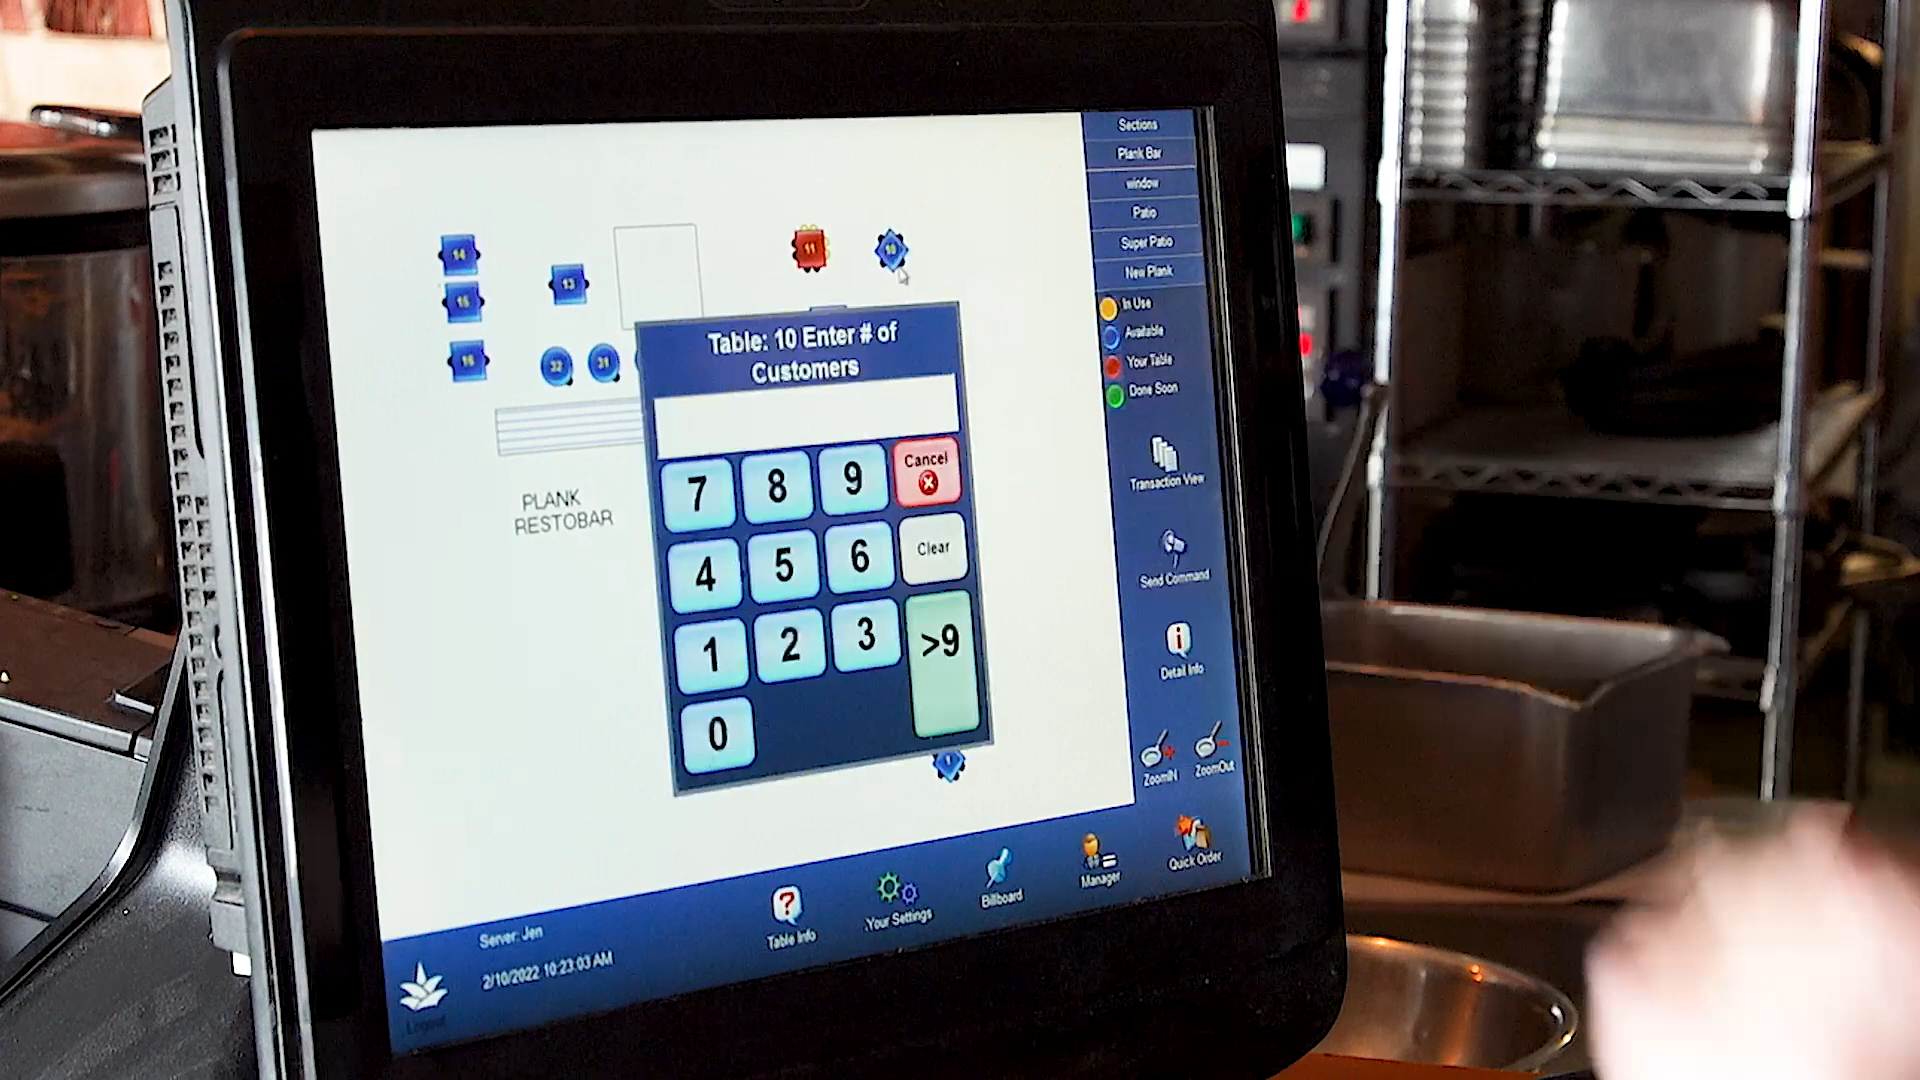 Sections
Plank Bar
window
Patio
Super Patio
New Plank
In Use
Available
Your Table
Done Soon
Transaction View
Send Command
Detail Info
ZoomIN
ZoomOut
14
15
16
13
32
31
11
10
PLANK
RESTOBAR
Table: 10 Enter # of
Customers
7 8 9 Cancel
4 5 6 Clear
1 2 3 >9
0
1
Server: Jen
2/10/2022 10:23:03 AM
Logout
Table Info
Your Settings
Billboard
Manager
Quick Order